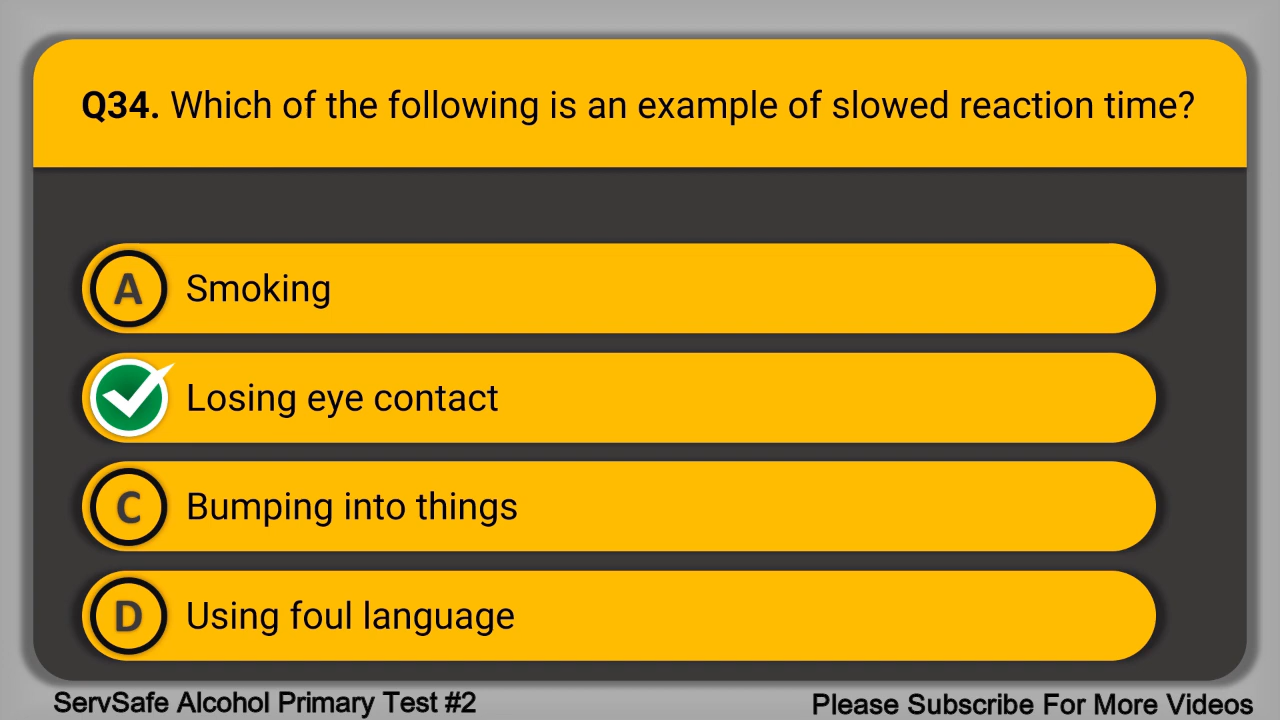 Q34. Which of the following is an example of slowed reaction time?
A Smoking
Losing eye contact
C Bumping into things
D Using foul language
ServSafe Alcohol Primary Test #2
Please Subscribe For More Videos